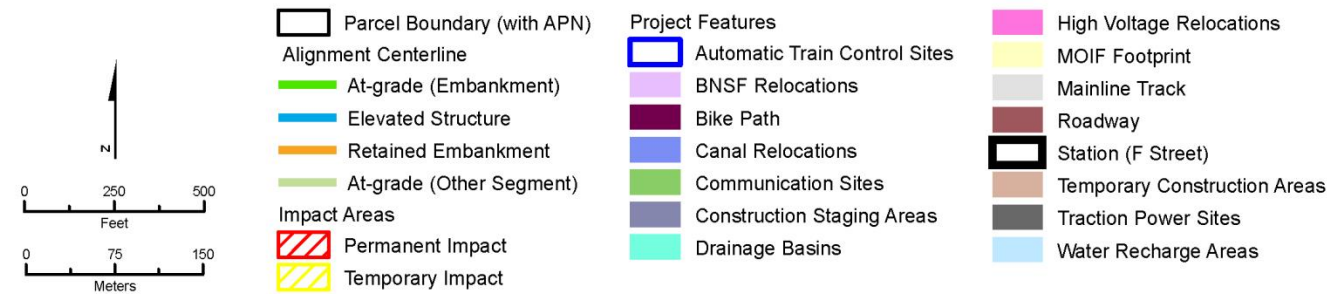 N
0 250 500
Feet
0 75 150
Meters
Parcel Boundary (with APN)
Alignment Centerline
At-grade (Embankment)
Elevated Structure
Retained Embankment
At-grade (Other Segment)
Impact Areas
Permanent Impact
Temporary Impact
Project Features
Automatic Train Control Sites
BNSF Relocations
Bike Path
Canal Relocations
Communication Sites
Construction Staging Areas
Drainage Basins
High Voltage Relocations
MOIF Footprint
Mainline Track
Roadway
Station (F Street)
Temporary Construction Areas
Traction Power Sites
Water Recharge Areas